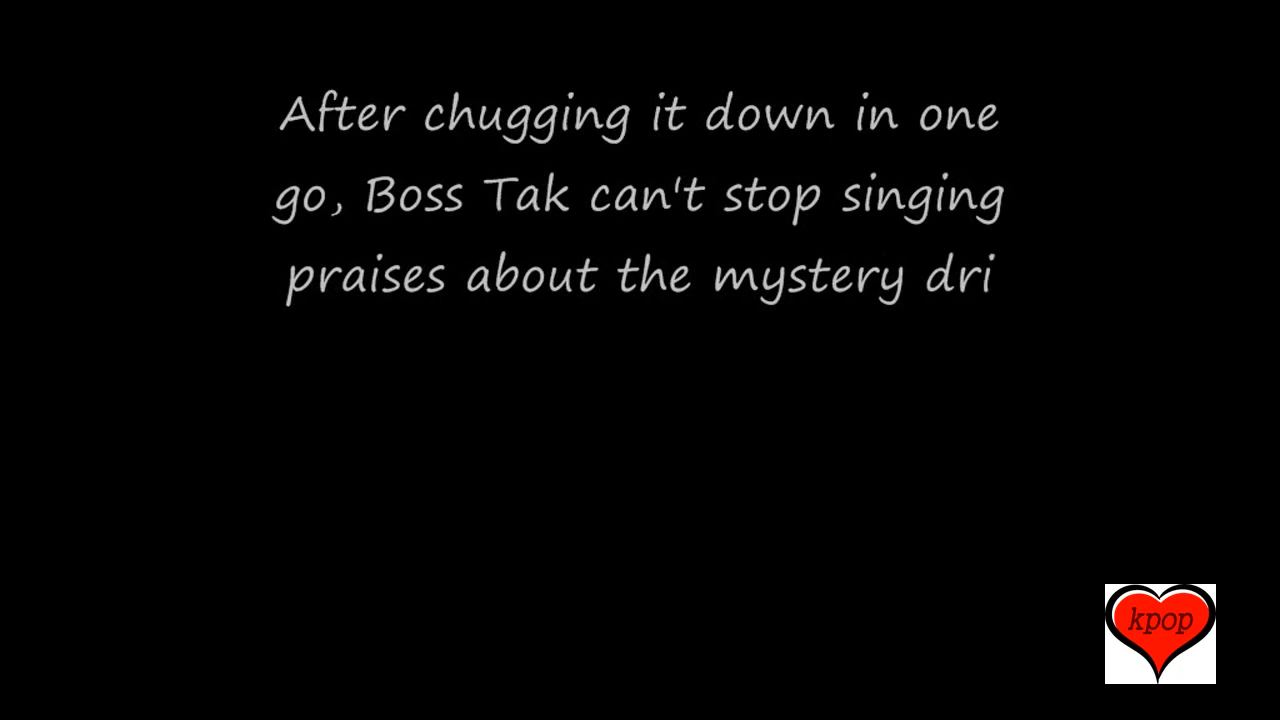 After chugging it down in one
go, Boss Tak can't stop singing
praises about the mystery dri
kpop